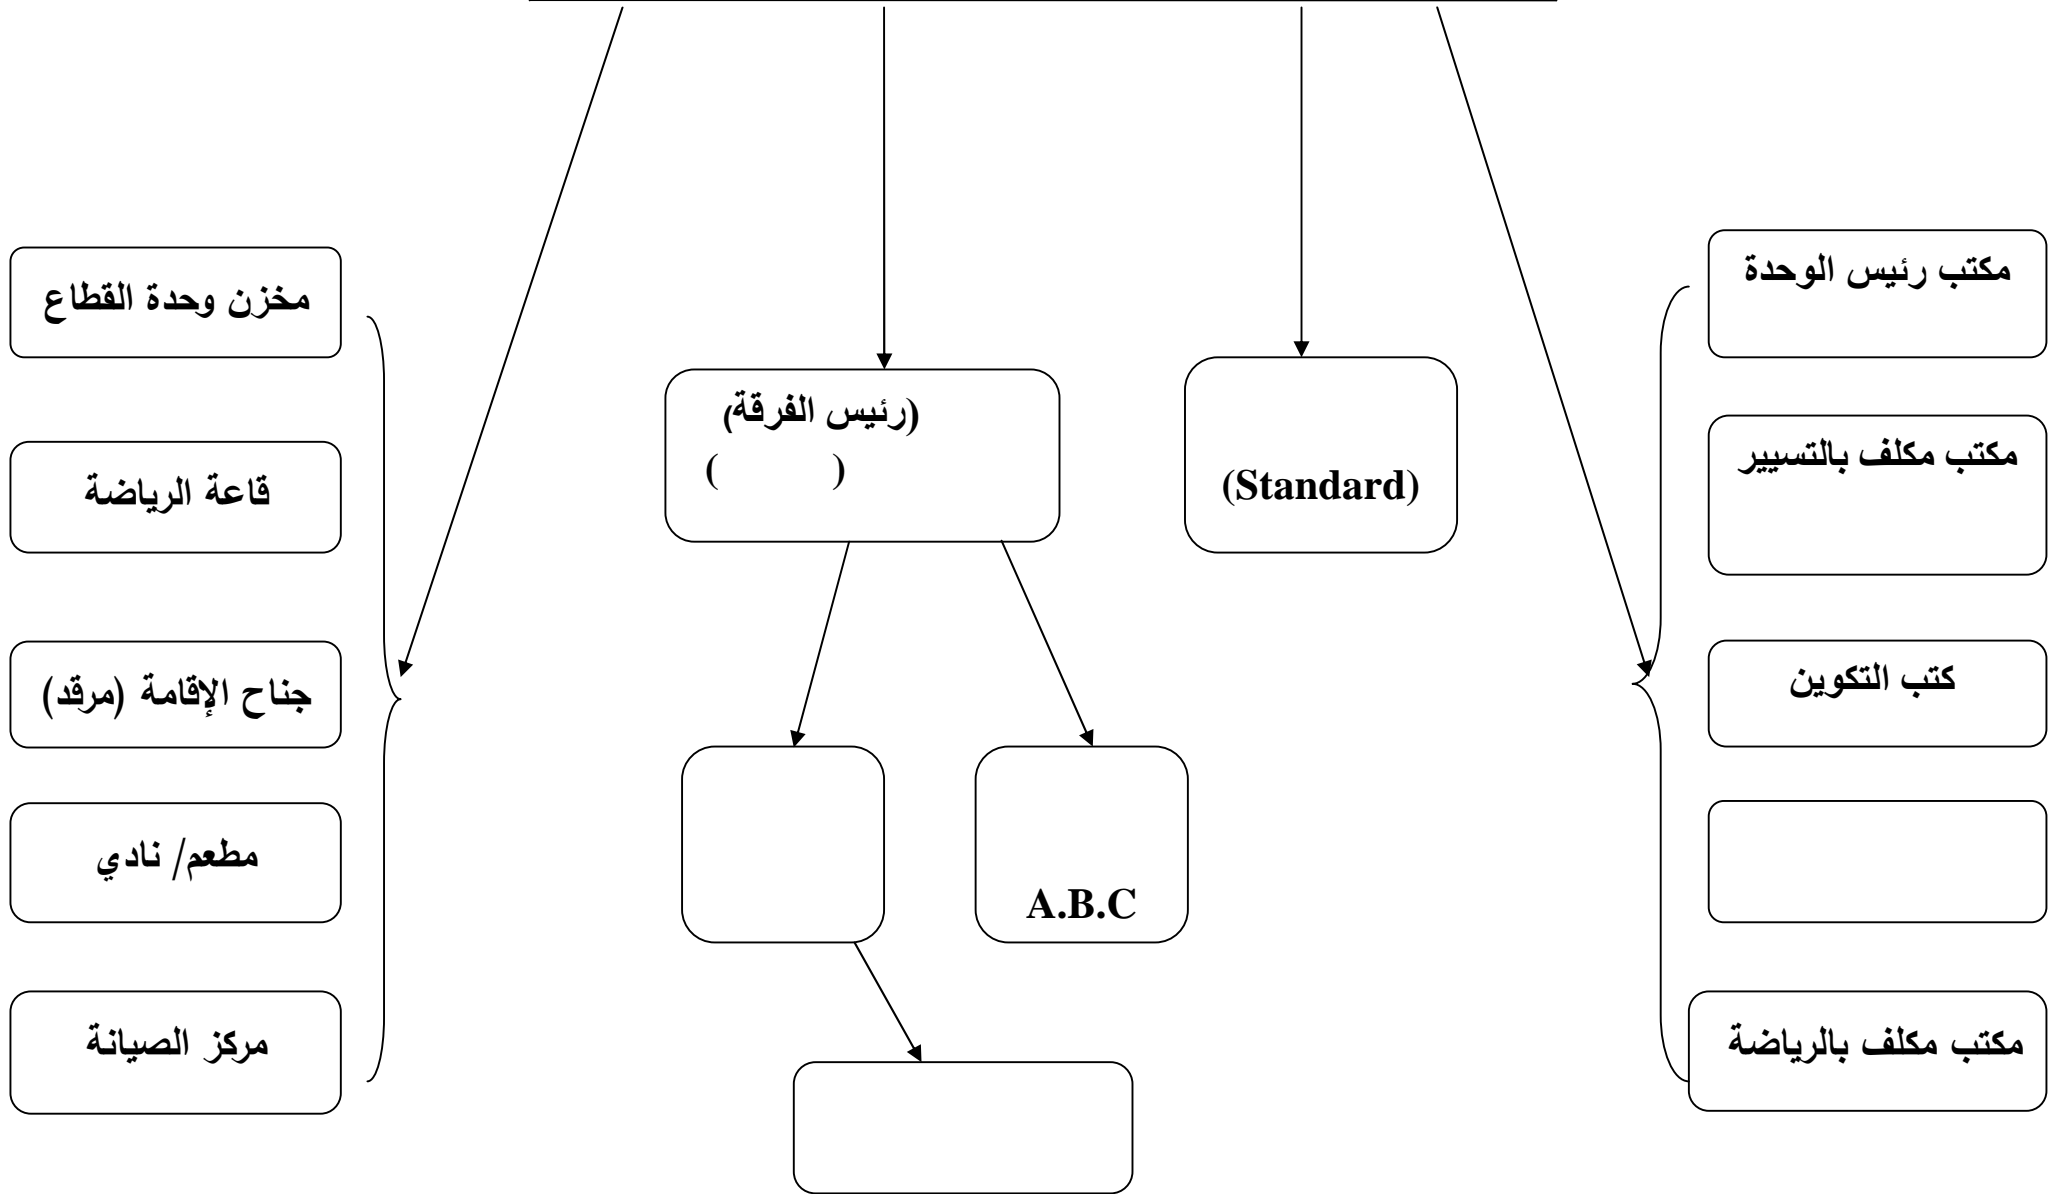 مكتب رئيس الوحدة
مكتب مكلف بالتسيير
كتب التكوين
مكتب مكلف بالرياضة
(Standard)
(رئيس الفرقة)
( )
A.B.C
مخزن وحدة القطاع
قاعة الرياضة
جناح الإقامة (مرقد)
مطعم/ نادي
مركز الصيانة